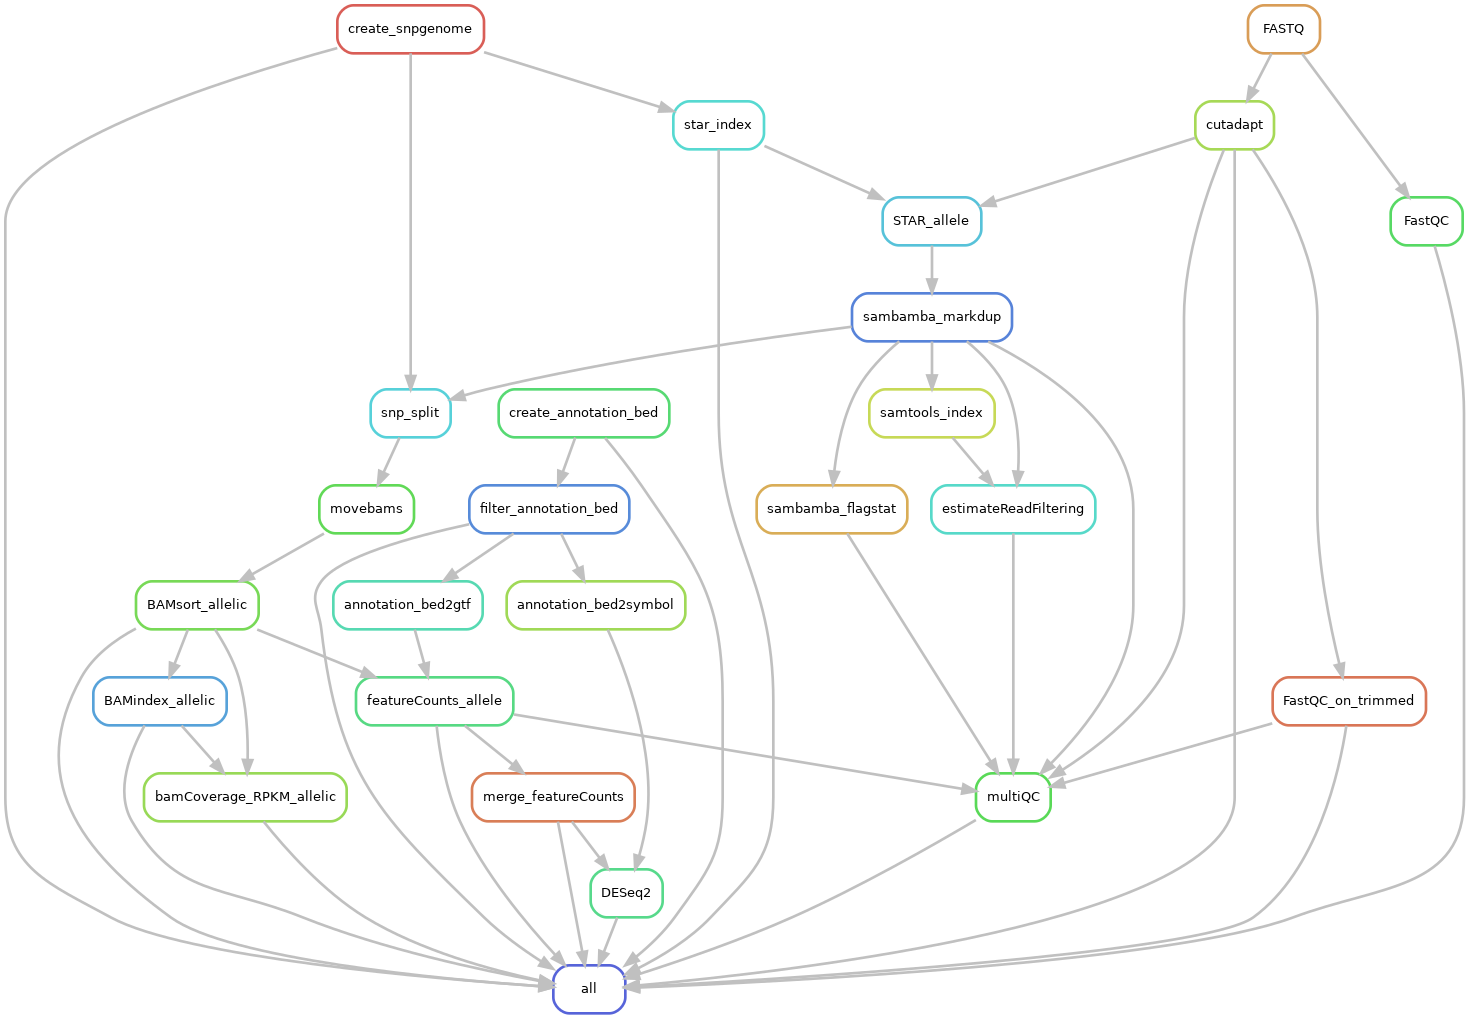 create_snpgenome
FASTQ
star_index
cutadapt
STAR_allele
FastQC
sambamba_markdup
snp_split
create_annotation_bed
samtools_index
movebams
filter_annotation_bed
sambamba_flagstat
estimateReadFiltering
BAMsort_allelic
annotation_bed2gtf
annotation_bed2symbol
BAMindex_allelic
featureCounts_allele
FastQC_on_trimmed
bamCoverage_RPKM_allelic
merge_featureCounts
multiQC
DESeq2
all